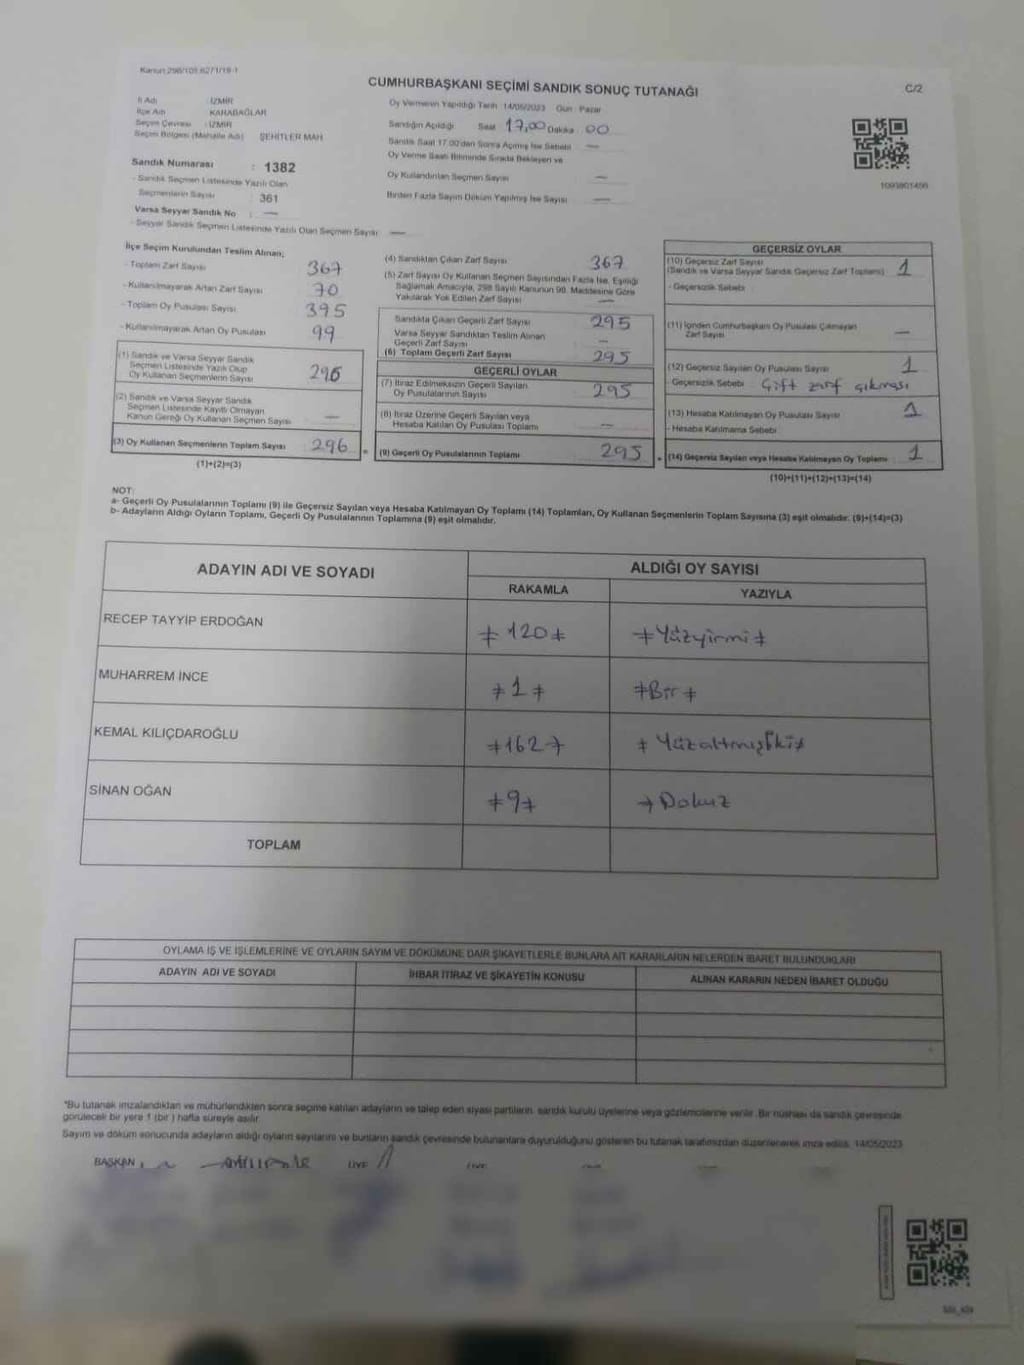 Kanun:298/105,6271/19-1
CUMHURBAŞKANI SEÇİMİ SANDIK SONUÇ TUTANAĞI
C/2
İl Adı : İZMİR
İlçe Adı : KARABAĞLAR
Seçim Çevresi : İZMİR
Seçim Bölgesi (Mahalle Adı) : ŞEHİTLER MAH.
Oy Vermenin Yapıldığı Tarih 14/05/2023 Gün : Pazar
Sandığın Açıldığı Saat 17,00 Dakika 00
Sandık Saat 17.00'den Sonra Açılmış İse Sebebi —
Oy Verme Saati Bitiminde Sırada Bekleyen ve
Oy Kullandırılan Seçmen Sayısı —
Birden Fazla Sayım Döküm Yapılmış İse Sayısı —
1093801456
Sandık Numarası : 1382
- Sandık Seçmen Listesinde Yazılı Olan
Seçmenlerin Sayısı : 361
Varsa Seyyar Sandık No : —
- Seyyar Sandık Seçmen Listesinde Yazılı Olan Seçmen Sayısı : —
İlçe Seçim Kurulundan Teslim Alınan;
- Toplam Zarf Sayısı 367
- Kullanılmayarak Artan Zarf Sayısı 70
- Toplam Oy Pusulası Sayısı 395
- Kullanılmayarak Artan Oy Pusulası 99
(1) Sandık ve Varsa Seyyar Sandık
Seçmen Listesinde Yazılı Olup
Oy Kullanan Seçmenlerin Sayısı 296
(2) Sandık ve Varsa Seyyar Sandık
Seçmen Listesinde Kayıtlı Olmayan
Kanun Gereği Oy Kullanan Seçmen Sayısı —
(3) Oy Kullanan Seçmenlerin Toplam Sayısı 296
(1)+(2)=(3)
(4) Sandıktan Çıkan Zarf Sayısı 367
(5) Zarf Sayısı Oy Kullanan Seçmen Sayısından Fazla İse, Eşitliği
Sağlamak Amacıyla, 298 Sayılı Kanunun 98. Maddesine Göre
Yakılarak Yok Edilen Zarf Sayısı —
Sandıkta Çıkan Geçerli Zarf Sayısı 295
Varsa Seyyar Sandıktan Teslim Alınan
Geçerli Zarf Sayısı —
(6) Toplam Geçerli Zarf Sayısı 295
GEÇERLİ OYLAR
(7) İtiraz Edilmeksizin Geçerli Sayılan
Oy Pusulalarının Sayısı 295
(8) İtiraz Üzerine Geçerli Sayılan veya
Hesaba Katılan Oy Pusulası Toplamı —
= (9) Geçerli Oy Pusulalarının Toplamı 295
GEÇERSİZ OYLAR
(10) Geçersiz Zarf Sayısı
(Sandık ve Varsa Seyyar Sandık Geçersiz Zarf Toplamı) 1
- Geçersizlik Sebebi :
(11) İçinden Cumhurbaşkanı Oy Pusulası Çıkmayan
Zarf Sayısı —
(12) Geçersiz Sayılan Oy Pusulası Sayısı 1
- Geçersizlik Sebebi : Çift zarf çıkması
(13) Hesaba Katılmayan Oy Pusulası Sayısı 1
- Hesaba Katılmama Sebebi :
+ (14) Geçersiz Sayılan veya Hesaba Katılmayan Oy Toplamı 1
(10)+(11)+(12)+(13)=(14)
NOT:
a- Geçerli Oy Pusulalarının Toplamı (9) ile Geçersiz Sayılan veya Hesaba Katılmayan Oy Toplamı (14) Toplamları, Oy Kullanan Seçmenlerin Toplam Sayısına (3) eşit olmalıdır. (9)+(14)=(3)
b- Adayların Aldığı Oyların Toplamı, Geçerli Oy Pusulalarının Toplamına (9) eşit olmalıdır.
ADAYIN ADI VE SOYADI
ALDIĞI OY SAYISI
RAKAMLA YAZIYLA
RECEP TAYYİP ERDOĞAN ≠120≠ ≠Yüzyirmi≠
MUHARREM İNCE ≠1≠ ≠Bir≠
KEMAL KILIÇDAROĞLU ≠162≠ ≠Yüzaltmışİki≠
SİNAN OĞAN ≠9≠ ≠Dokuz
TOPLAM
OYLAMA İŞ VE İŞLEMLERİNE VE OYLARIN SAYIM VE DÖKÜMÜNE DAİR ŞİKAYETLERLE BUNLARA AİT KARARLARIN NELERDEN İBARET BULUNDUKLARI
ADAYIN ADI VE SOYADI İHBAR İTİRAZ VE ŞİKAYETİN KONUSU ALINAN KARARIN NEDEN İBARET OLDUĞU
*Bu tutanak imzalandıktan ve mühürlendikten sonra seçime katılan adayların ve talep eden siyasi partilerin, sandık kurulu üyelerine veya gözlemcilerine verilir. Bir nüshası da sandık çevresinde
görülecek bir yere 1 (bir) hafta süreyle asılır.
Sayım ve döküm sonucunda adayların aldığı oyların sayılarını ve bunların sandık çevresinde bulunanlara duyurulduğunu gösteren bu tutanak tarafımızdan düzenlenerek imza edildi. 14/05/2023
BAŞKAN